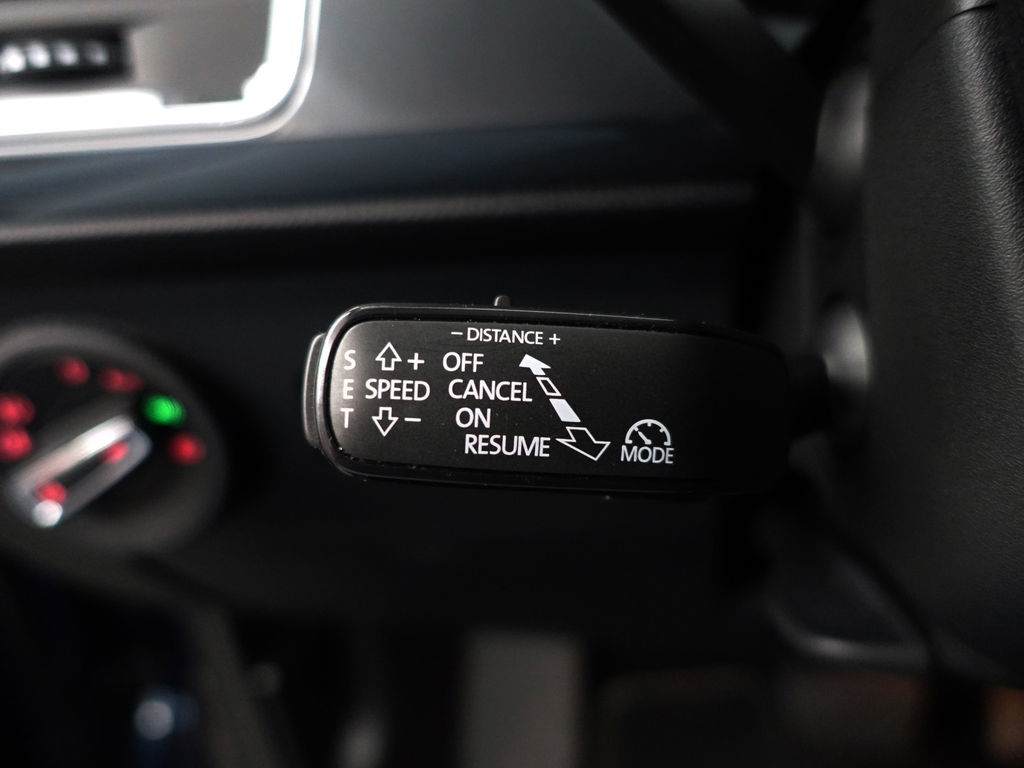 − DISTANCE +
S + OFF
E SPEED CANCEL
T − ON
RESUME
MODE